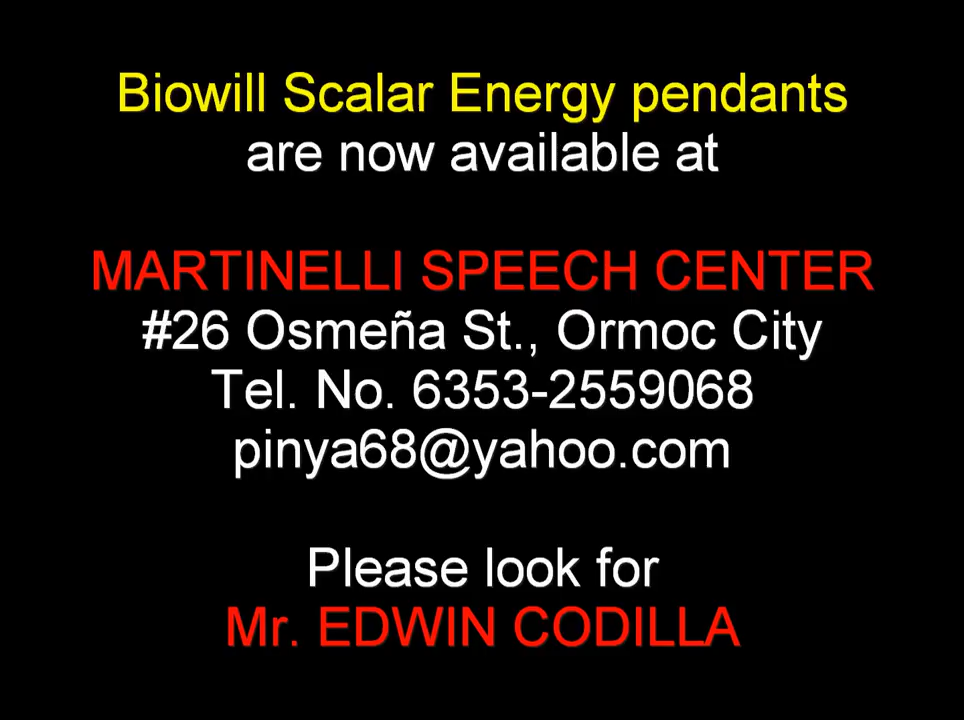 Biowill Scalar Energy pendants
are now available at
MARTINELLI SPEECH CENTER
#26 Osmeña St., Ormoc City
Tel. No. 6353-2559068
pinya68@yahoo.com
Please look for
Mr. EDWIN CODILLA